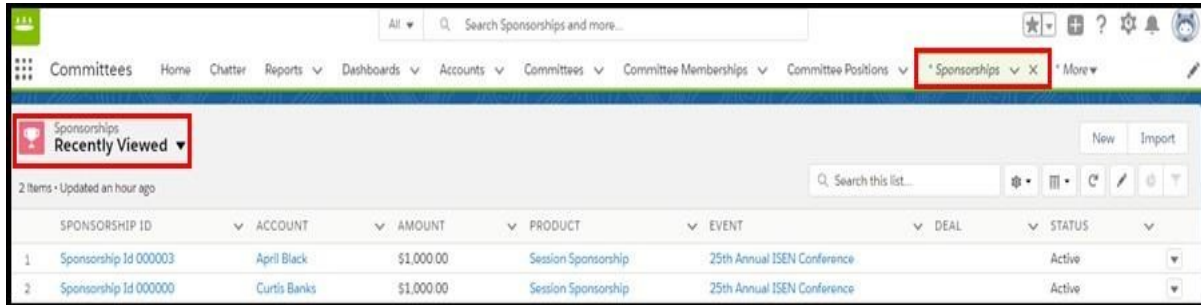 All Search Sponsorships and more...
Committees Home Chatter Reports Dashboards Accounts Committees Committee Memberships Committee Positions * Sponsorships X * More
Sponsorships
Recently Viewed
New Import
2 Items • Updated an hour ago
Search this list...
SPONSORSHIP ID ACCOUNT AMOUNT PRODUCT EVENT DEAL STATUS
1 Sponsorship Id 000003 April Black $1,000.00 Session Sponsorship 25th Annual ISEN Conference Active
2 Sponsorship Id 000000 Curtis Banks $1,000.00 Session Sponsorship 25th Annual ISEN Conference Active